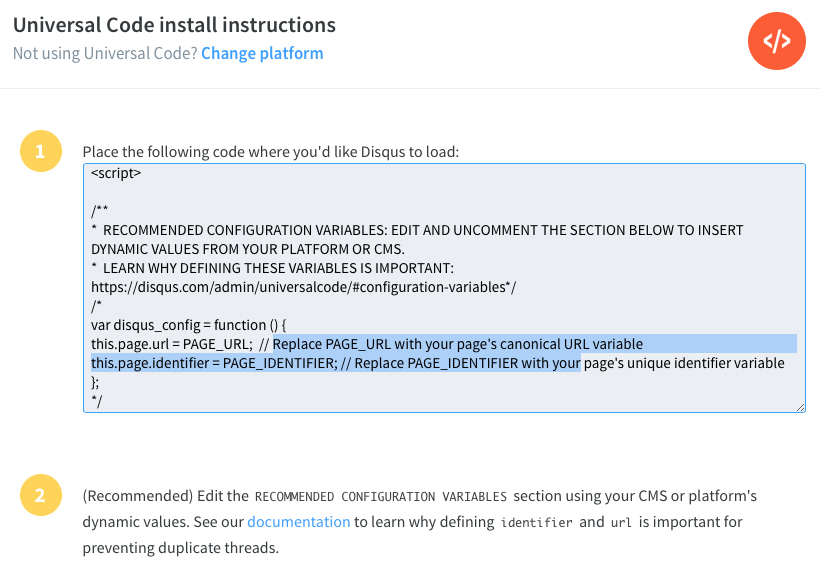 Universal Code install instructions
Not using Universal Code? Change platform
</>
1
Place the following code where you'd like Disqus to load:
<script>
/**
*  RECOMMENDED CONFIGURATION VARIABLES: EDIT AND UNCOMMENT THE SECTION BELOW TO INSERT
DYNAMIC VALUES FROM YOUR PLATFORM OR CMS.
*  LEARN WHY DEFINING THESE VARIABLES IS IMPORTANT:
https://disqus.com/admin/universalcode/#configuration-variables*/
/*
var disqus_config = function () {
this.page.url = PAGE_URL;  // Replace PAGE_URL with your page's canonical URL variable
this.page.identifier = PAGE_IDENTIFIER; // Replace PAGE_IDENTIFIER with your page's unique identifier variable
};
*/
2
(Recommended) Edit the RECOMMENDED CONFIGURATION VARIABLES section using your CMS or platform's
dynamic values. See our documentation to learn why defining identifier and url is important for
preventing duplicate threads.